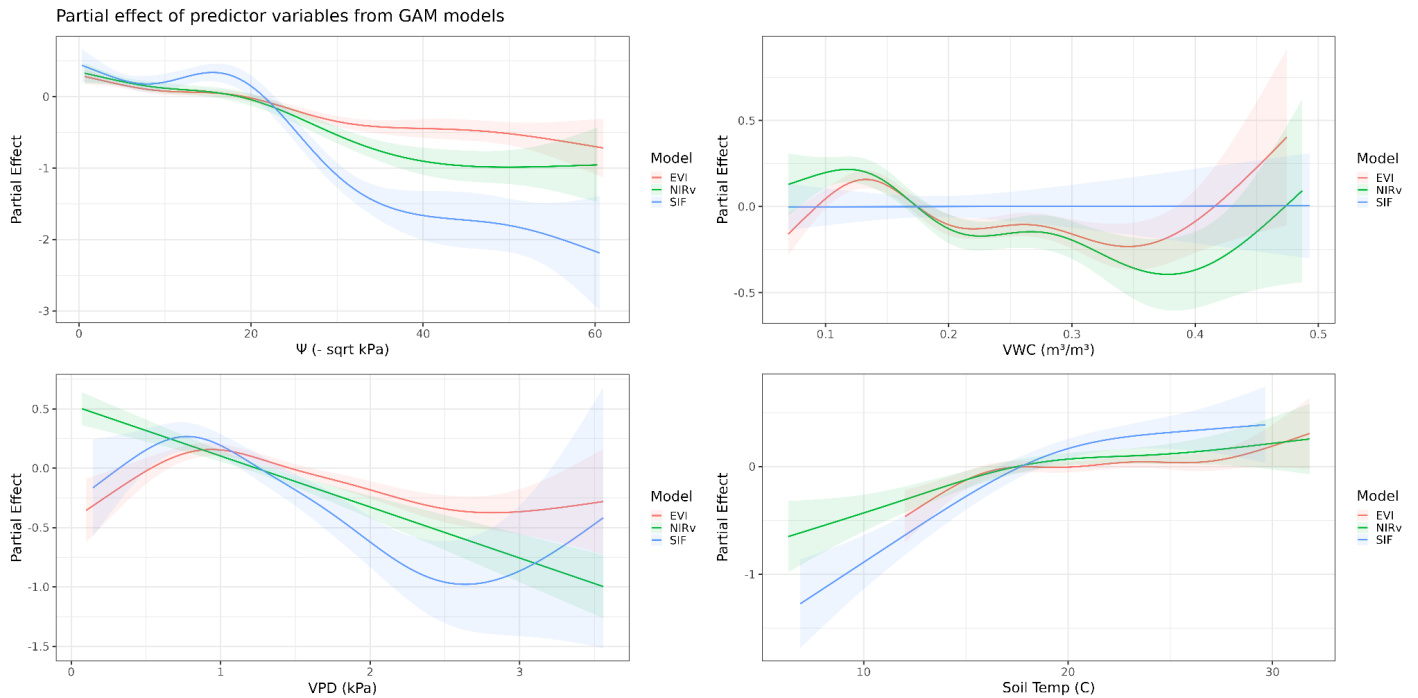 Partial effect of predictor variables from GAM models
Partial Effect
0
-1
-2
-3
0
20
40
60
Ψ (- sqrt kPa)
Model
EVI
NIRv
SIF
Partial Effect
0.5
0.0
-0.5
0.1
0.2
0.3
0.4
0.5
VWC (m³/m³)
Model
EVI
NIRv
SIF
Partial Effect
0.5
0.0
-0.5
-1.0
-1.5
0
1
2
3
VPD (kPa)
Model
EVI
NIRv
SIF
Partial Effect
0
-1
10
20
30
Soil Temp (C)
Model
EVI
NIRv
SIF